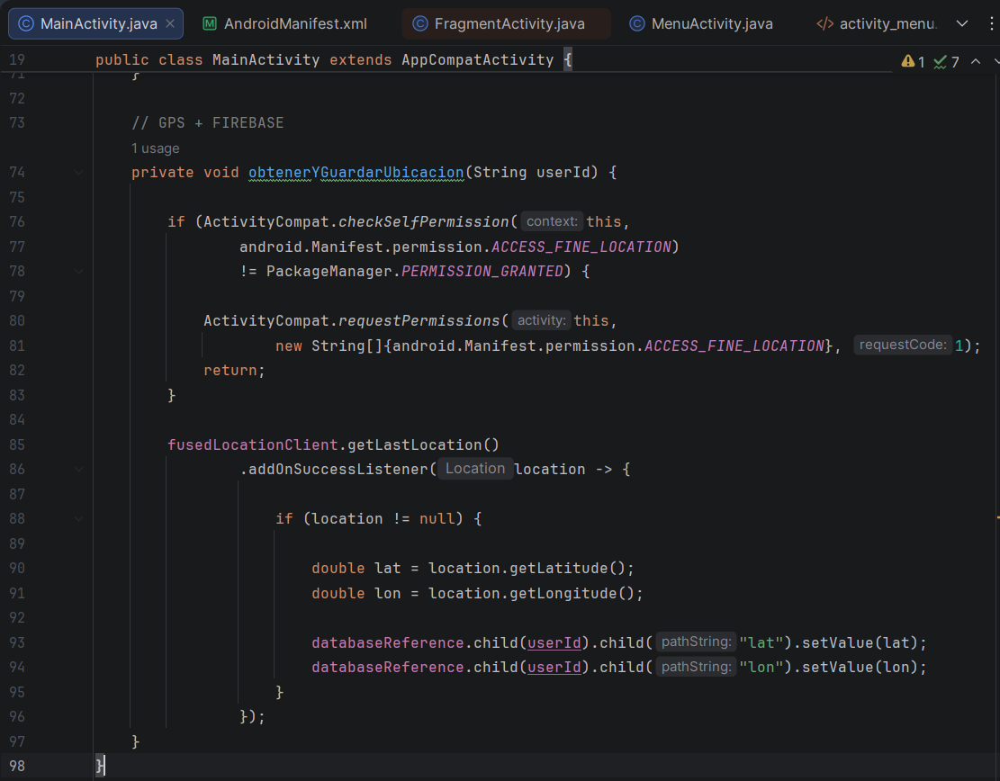 MainActivity.java AndroidManifest.xml FragmentActivity.java MenuActivity.java activity_menu.
19 public class MainActivity extends AppCompatActivity { 1 7
71 }
72
73 // GPS + FIREBASE
1 usage
74 private void obtenerYGuardarUbicacion(String userId) {
75
76 if (ActivityCompat.checkSelfPermission( context: this,
77 android.Manifest.permission.ACCESS_FINE_LOCATION)
78 != PackageManager.PERMISSION_GRANTED) {
79
80 ActivityCompat.requestPermissions( activity: this,
81 new String[]{android.Manifest.permission.ACCESS_FINE_LOCATION}, requestCode: 1);
82 return;
83 }
84
85 fusedLocationClient.getLastLocation()
86 .addOnSuccessListener( Location location -> {
87
88 if (location != null) {
89
90 double lat = location.getLatitude();
91 double lon = location.getLongitude();
92
93 databaseReference.child(userId).child( pathString: "lat").setValue(lat);
94 databaseReference.child(userId).child( pathString: "lon").setValue(lon);
95 }
96 });
97 }
98 }